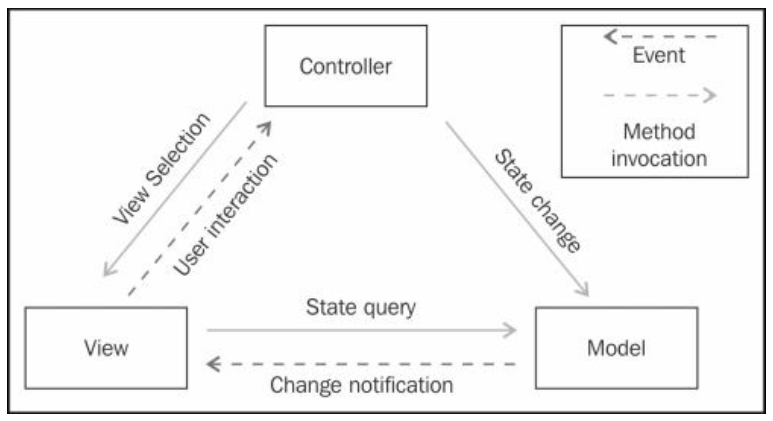 Controller
Event
Method
invocation
View Selection
User interaction
State change
State query
View
Model
Change notification